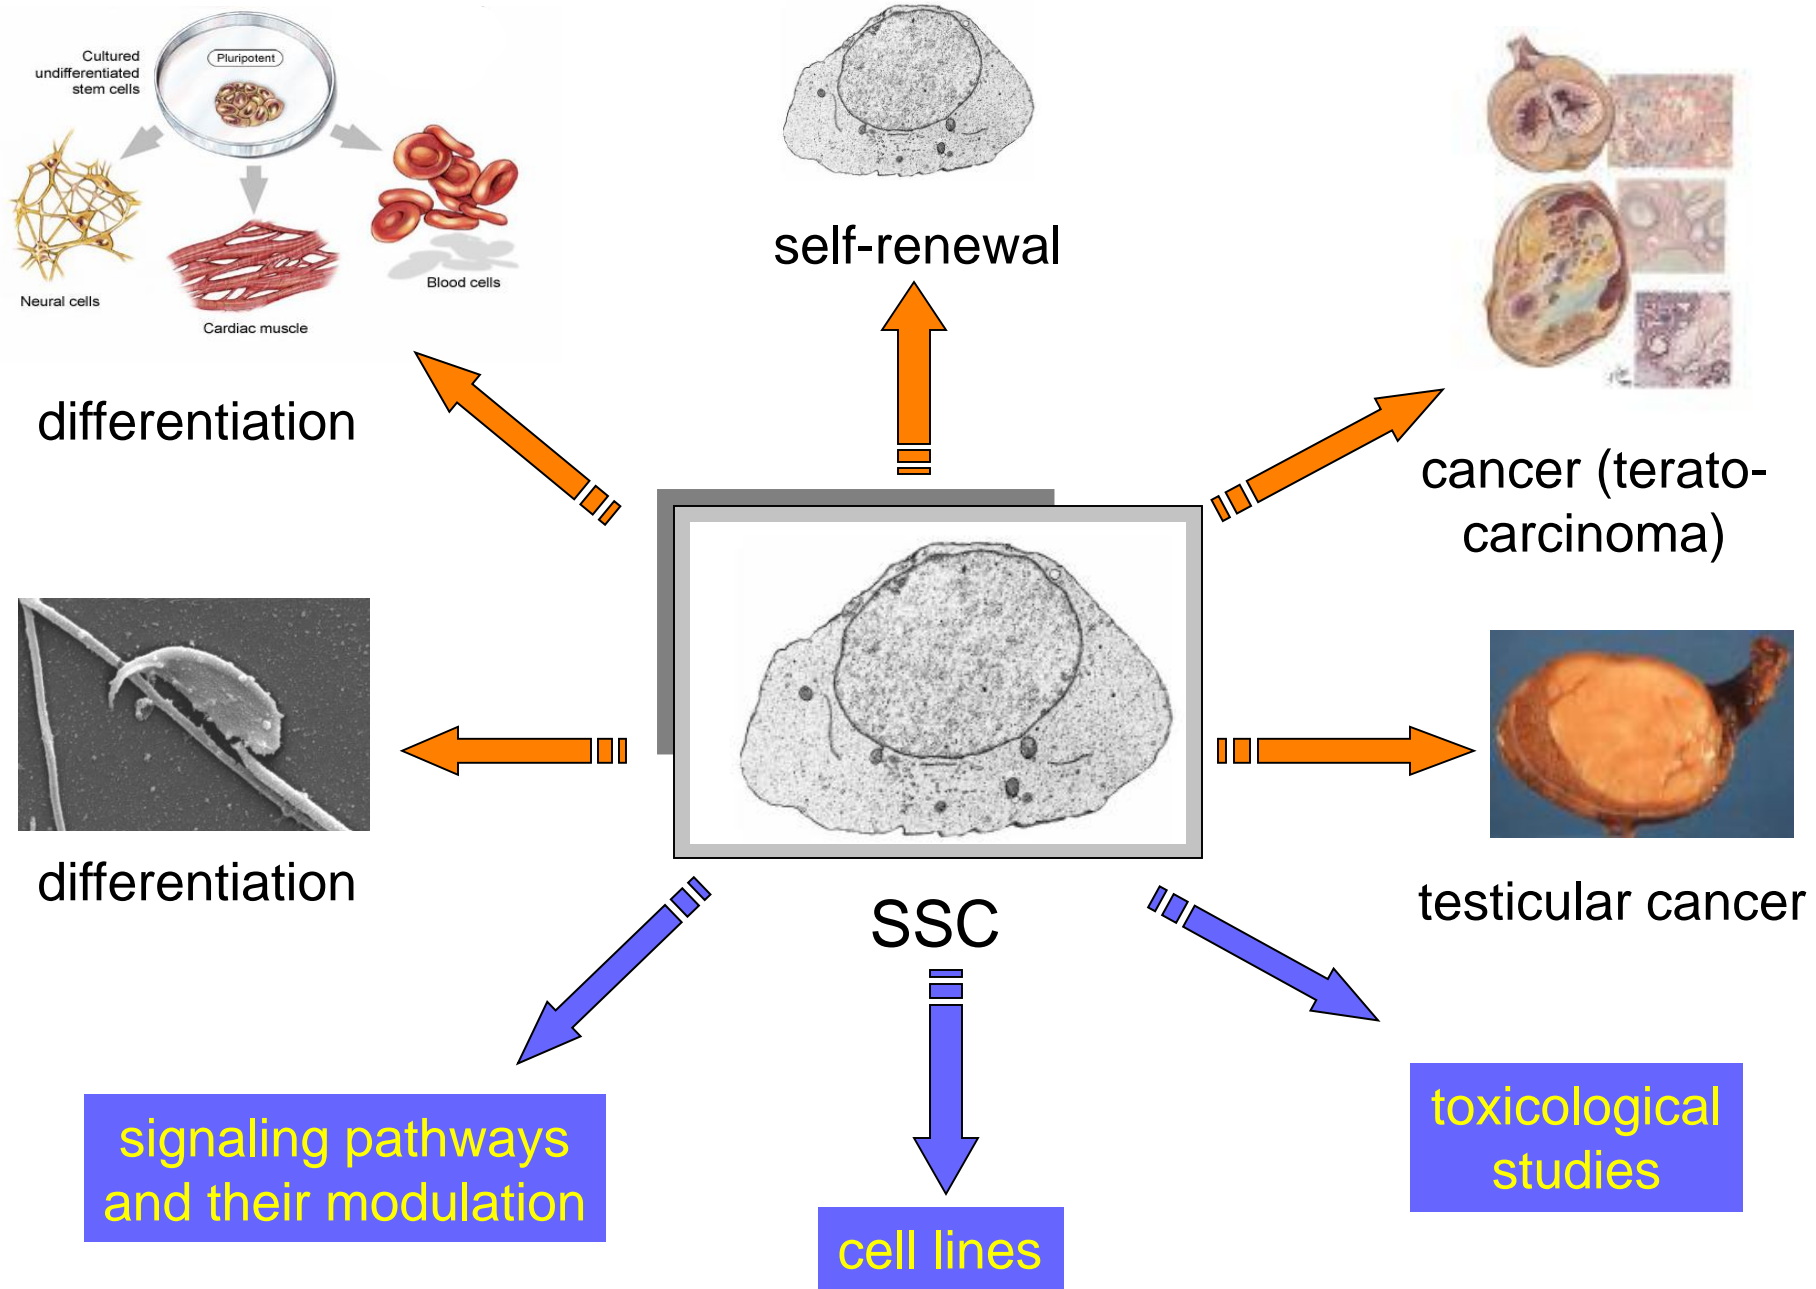 Cultured
undifferentiated
stem cells
Pluripotent
Neural cells
Cardiac muscle
Blood cells
differentiation
self-renewal
cancer (terato-
carcinoma)
differentiation
SSC
testicular cancer
signaling pathways
and their modulation
cell lines
toxicological
studies